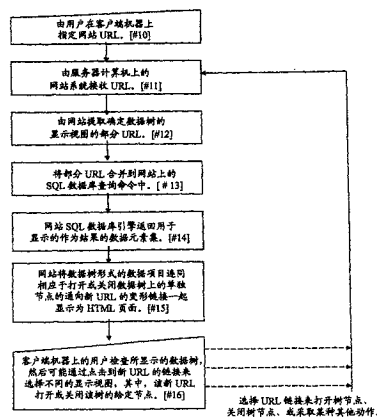 由用户在客户端机器上
指定网站 URL。[#10]
由服务器计算机上的
网站系统接收 URL。[#11]
由网站提取确定数据树的
显示视图的部分 URL。[#12]
将部分 URL 合并到网站上的
SQL 数据库查询命令中。[#13]
网站 SQL 数据库引擎返回用于
显示的作为结果的数据元素集。[#14]
网站将数据树形式的数据项目连同
相应于打开或关闭数据树上的单独
节点的通向新 URL 的变形链接一起
显示为 HTML 页面。[#15]
客户端机器上的用户检查所显示的数据树，
然后可能通过点击到新 URL 的链接来
选择不同的显示视图，其中，该新 URL
打开或关闭该树的给定节点。[#16]
选择 URL 链接来打开树节点、
关闭树节点、或采取某种其他动作。